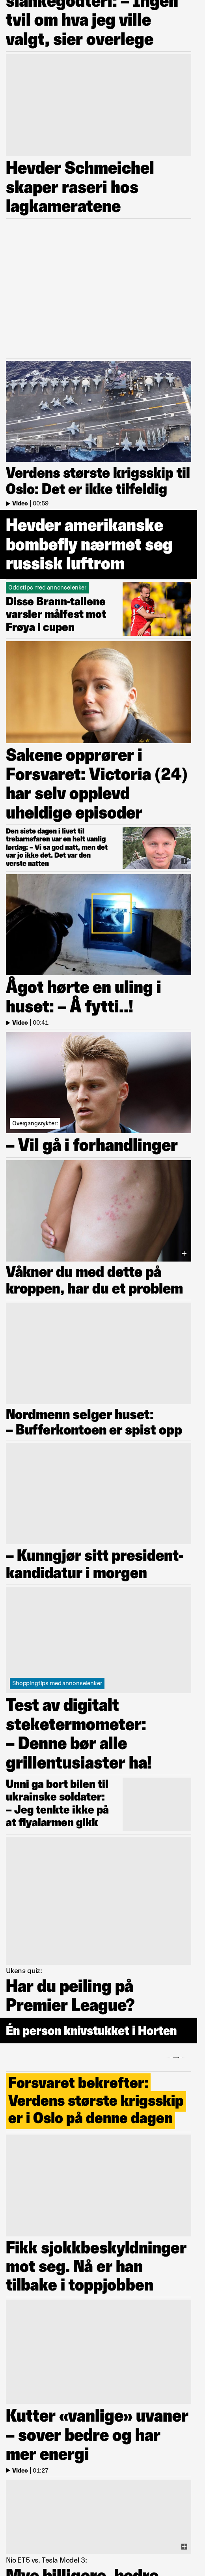 slankegodteri: – Ingen
tvil om hva jeg ville
valgt, sier overlege
Hevder Schmeichel
skaper raseri hos
lagkameratene
Verdens største krigsskip til
Oslo: Det er ikke tilfeldig
Video | 00:59
Hevder amerikanske
bombefly nærmet seg
russisk luftrom
Oddstips med annonselenker
Disse Brann-tallene
varsler målfest mot
Frøya i cupen
Sakene opprører i
Forsvaret: Victoria (24)
har selv opplevd
uheldige episoder
Den siste dagen i livet til
trebarnsfaren var en helt vanlig
lørdag: – Vi sa god natt, men det
var jo ikke det. Det var den
verste natten
Ågot hørte en uling i
huset: – Å fytti..!
Video | 00:41
Overgangsrykter:
– Vil gå i forhandlinger
Våkner du med dette på
kroppen, har du et problem
Nordmenn selger huset:
– Bufferkontoen er spist opp
– Kunngjør sitt president-
kandidatur i morgen
Shoppingtips med annonselenker
Test av digitalt
steketermometer:
– Denne bør alle
grillentusiaster ha!
Unni ga bort bilen til
ukrainske soldater:
– Jeg tenkte ikke på
at flyalarmen gikk
Ukens quiz:
Har du peiling på
Premier League?
Én person knivstukket i Horten
Forsvaret bekrefter:
Verdens største krigsskip
er i Oslo på denne dagen
Fikk sjokkbeskyldninger
mot seg. Nå er han
tilbake i toppjobben
Kutter «vanlige» uvaner
– sover bedre og har
mer energi
Video | 01:27
Nio ET5 vs. Tesla Model 3:
Mye billigere, bedre